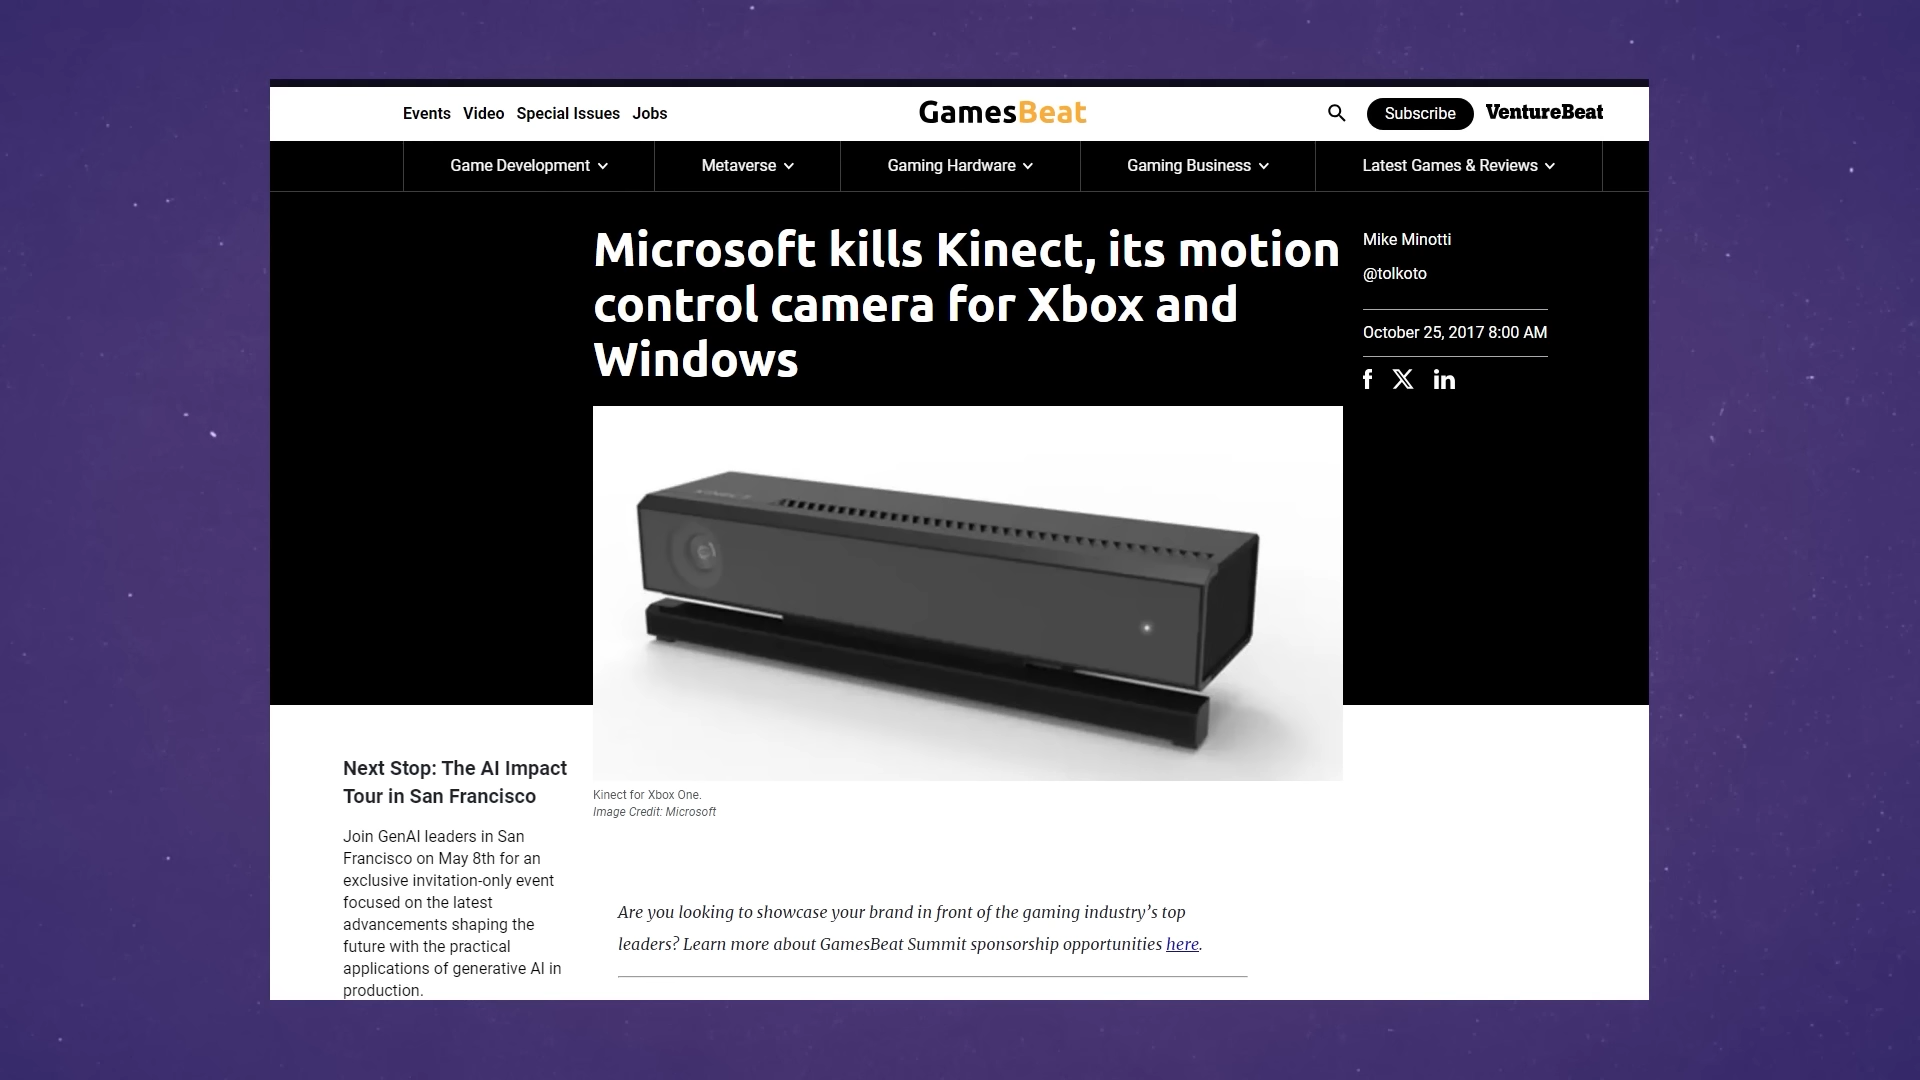 Events Video Special Issues Jobs
GamesBeat
Subscribe
VentureBeat
Game Development
Metaverse
Gaming Hardware
Gaming Business
Latest Games & Reviews
Microsoft kills Kinect, its motion
control camera for Xbox and
Windows
Mike Minotti
@tolkoto
October 25, 2017 8:00 AM
Kinect for Xbox One.
Image Credit: Microsoft
Next Stop: The AI Impact
Tour in San Francisco
Join GenAI leaders in San
Francisco on May 8th for an
exclusive invitation-only event
focused on the latest
advancements shaping the
future with the practical
applications of generative AI in
production.
Are you looking to showcase your brand in front of the gaming industry’s top
leaders? Learn more about GamesBeat Summit sponsorship opportunities here.